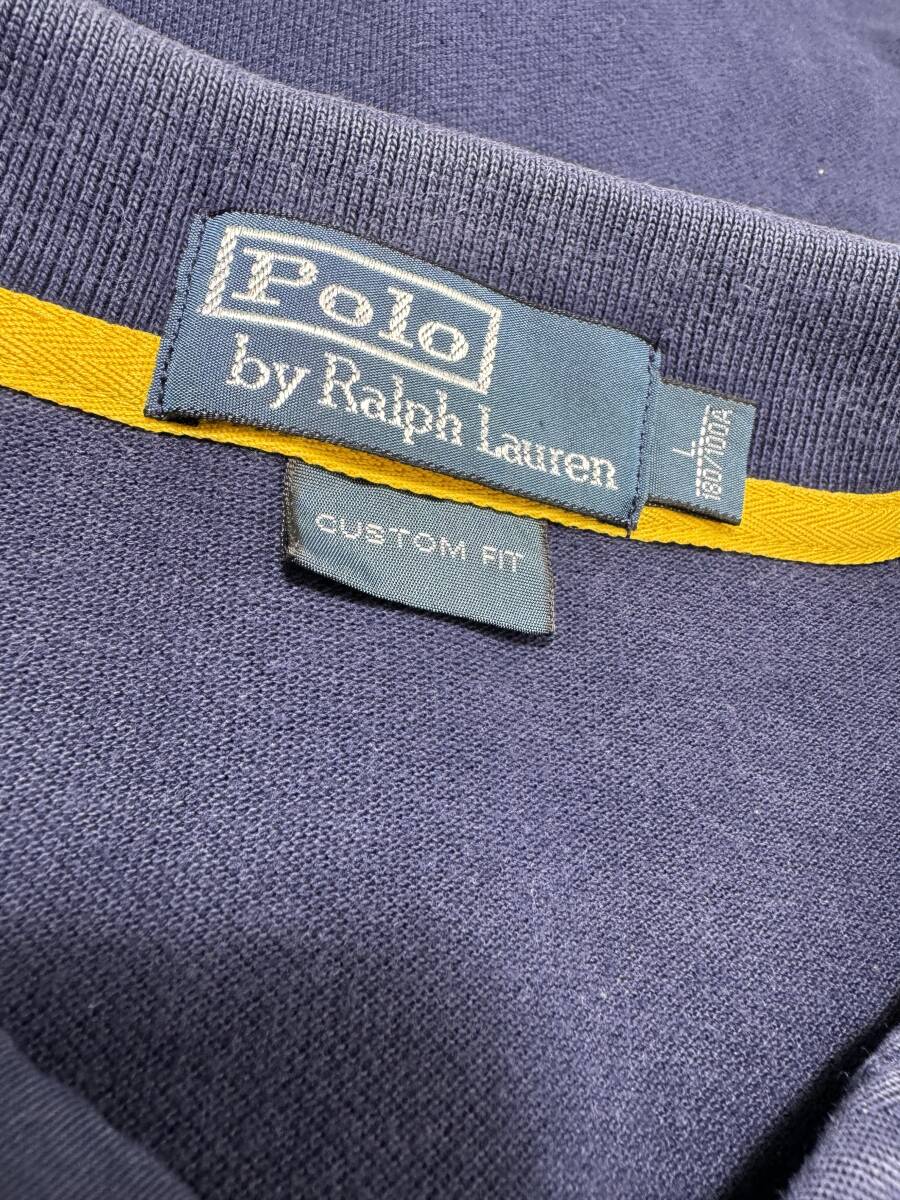 Polo
by Ralph Lauren
L
180/100A
CUSTOM FIT